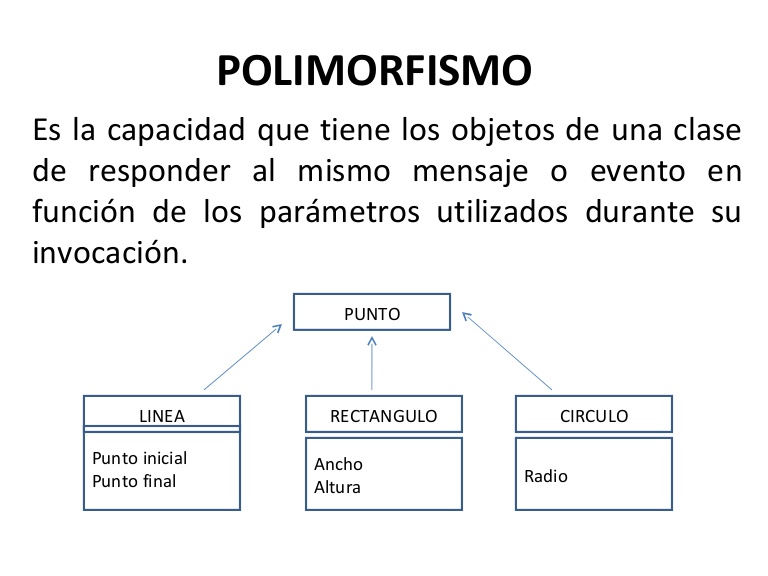 POLIMORFISMO
Es la capacidad que tiene los objetos de una clase
de responder al mismo mensaje o evento en
función de los parámetros utilizados durante su
invocación.
PUNTO
LINEA
Punto inicial
Punto final
RECTANGULO
Ancho
Altura
CIRCULO
Radio